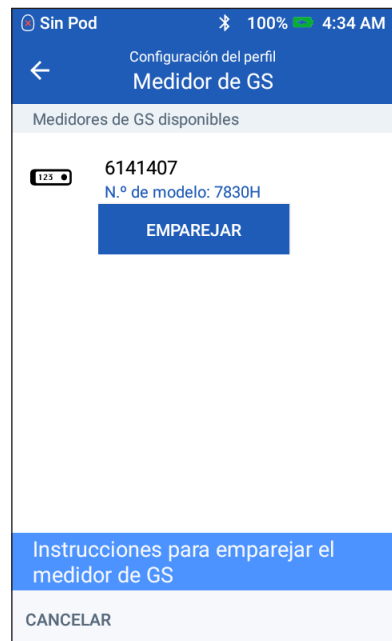 Sin Pod 100% 4:34 AM
Configuración del perfil
Medidor de GS
Medidores de GS disponibles
123
6141407
N.º de modelo: 7830H
EMPAREJAR
Instrucciones para emparejar el
medidor de GS
CANCELAR